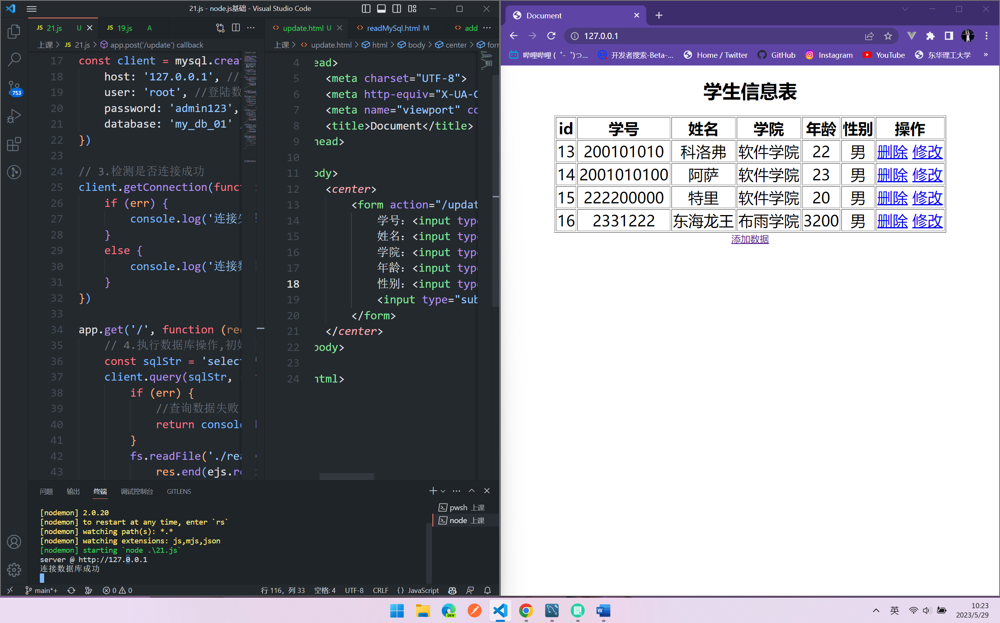 21.js - node.js基础 - Visual Studio Code
JS 21.js U
JS 19.js A
上课 > JS 21.js > app.post('/update') callback
17 const client = mysql.crea
18 host: '127.0.0.1', //
19 user: 'root', //登陆数
20 password: 'admin123',
21 database: 'my_db_01'
22 })
23
24 // 3.检测是否连接成功
25 client.getConnection(func
26 if (err) {
27 console.log('连接
28 }
29 else {
30 console.log('连接
31 }
32 })
33
34 app.get('/', function (re
35 // 4.执行数据库操作,初
36 const sqlStr = 'select
37 client.query(sqlStr,
38 if (err) {
39 //查询数据失败
40 return consol
41 }
42 fs.readFile('./rea
43 res.end(ejs.r
update.html U
readMySql.html M
add
上课 > update.html > html > body > center > for
4 ead>
5 <meta charset="UTF-8">
6 <meta http-equiv="X-UA-C
7 <meta name="viewport" co
8 <title>Document</title>
9 head>
10
11 ody>
12 <center>
13 <form action="/updat
14 学号：<input type
15 姓名：<input type
16 学院：<input type
17 年龄：<input type
18 性别：<input type
19 <input type="sub
20 </form>
21 </center>
22 body>
23
24 html>
问题 输出 终端 调试控制台 GITLENS
[nodemon] 2.0.20
[nodemon] to restart at any time, enter `rs`
[nodemon] watching path(s): *.*
[nodemon] watching extensions: js,mjs,json
[nodemon] starting `node .\21.js`
server @ http://127.0.0.1
连接数据库成功
pwsh 上课
node 上课
753
main*+ 0 0 行 116，列 33 空格: 4 UTF-8 CRLF {} JavaScript
Document
127.0.0.1
哔哩哔哩 (゜-゜)つ... 开发者搜索-Beta-... Home / Twitter GitHub Instagram YouTube 东华理工大学 »
学生信息表
id 学号 姓名 学院 年龄 性别 操作
13 200101010 科洛弗 软件学院 22 男 删除 修改
14 2001010100 阿萨 软件学院 23 男 删除 修改
15 222200000 特里 软件学院 20 男 删除 修改
16 2331222 东海龙王 布雨学院 3200 男 删除 修改
添加数据
DEV
W
英
10:23
2023/5/29